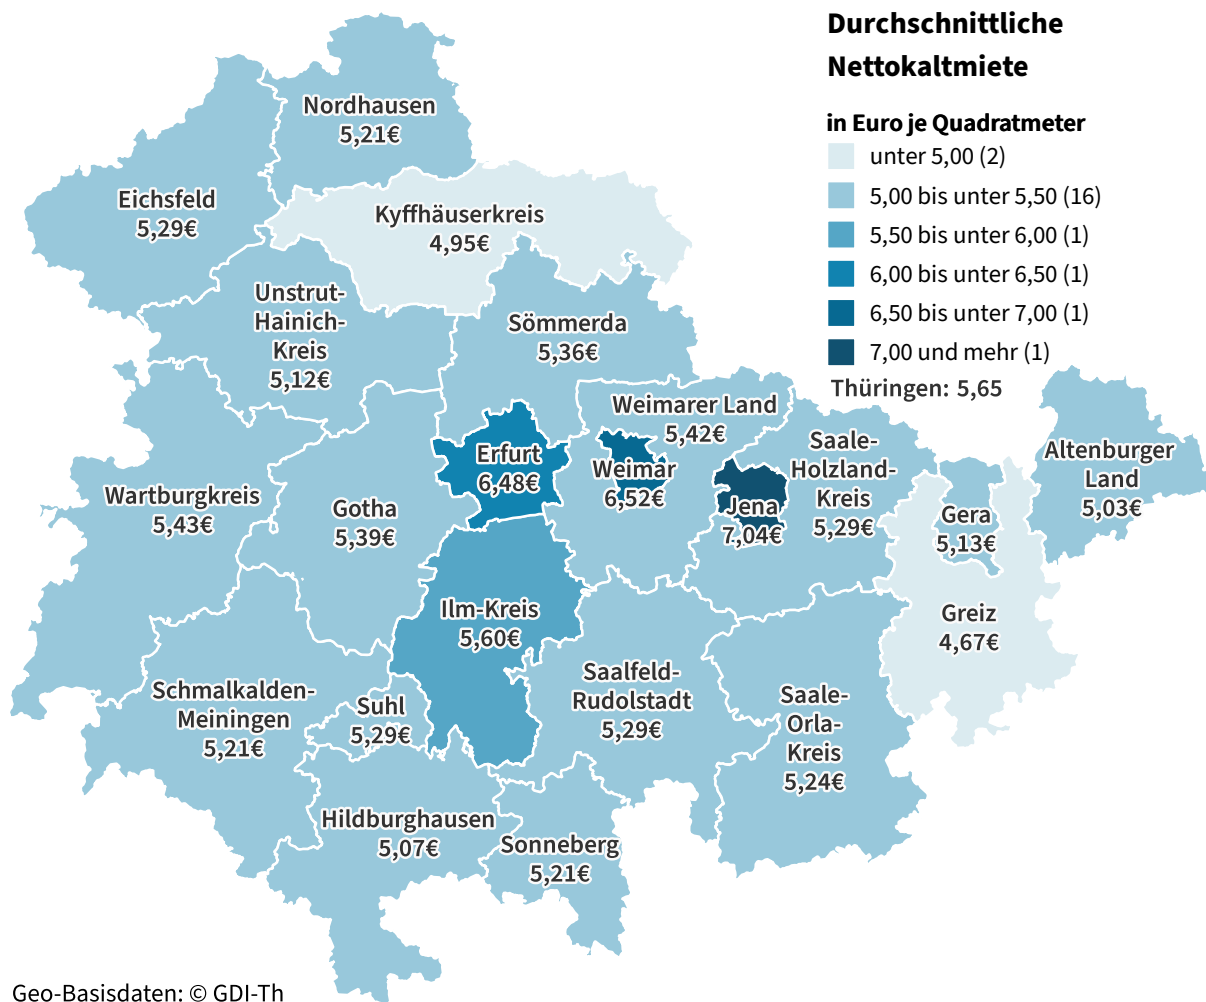 Durchschnittliche
Nettokaltmiete
in Euro je Quadratmeter
unter 5,00 (2)
5,00 bis unter 5,50 (16)
5,50 bis unter 6,00 (1)
6,00 bis unter 6,50 (1)
6,50 bis unter 7,00 (1)
7,00 und mehr (1)
Thüringen: 5,65
Nordhausen
5,21€
Eichsfeld
5,29€
Kyffhäuserkreis
4,95€
Unstrut-
Hainich-
Kreis
5,12€
Sömmerda
5,36€
Weimarer Land
5,42€
Erfurt
6,48€
Weimar
6,52€
Jena
7,04€
Saale-
Holzland-
Kreis
5,29€
Altenburger
Land
5,03€
Wartburgkreis
5,43€
Gotha
5,39€
Gera
5,13€
Ilm-Kreis
5,60€
Greiz
4,67€
Schmalkalden-
Meiningen
5,21€
Suhl
5,29€
Saalfeld-
Rudolstadt
5,29€
Saale-
Orla-
Kreis
5,24€
Hildburghausen
5,07€
Sonneberg
5,21€
Geo-Basisdaten: © GDI-Th